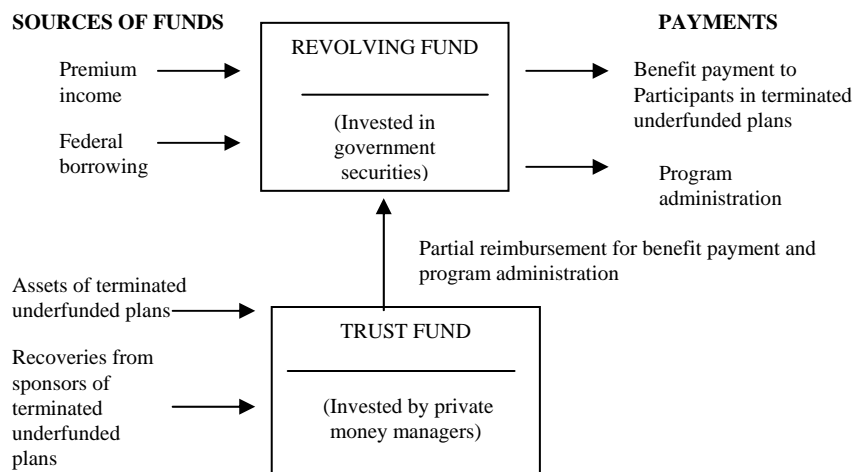 SOURCES OF FUNDS
PAYMENTS
REVOLVING FUND
(Invested in
government
securities)
Premium
income
Federal
borrowing
Benefit payment to
Participants in terminated
underfunded plans
Program
administration
Partial reimbursement for benefit payment and
program administration
Assets of terminated
underfunded plans
Recoveries from
sponsors of
terminated
underfunded
plans
TRUST FUND
(Invested by private
money managers)